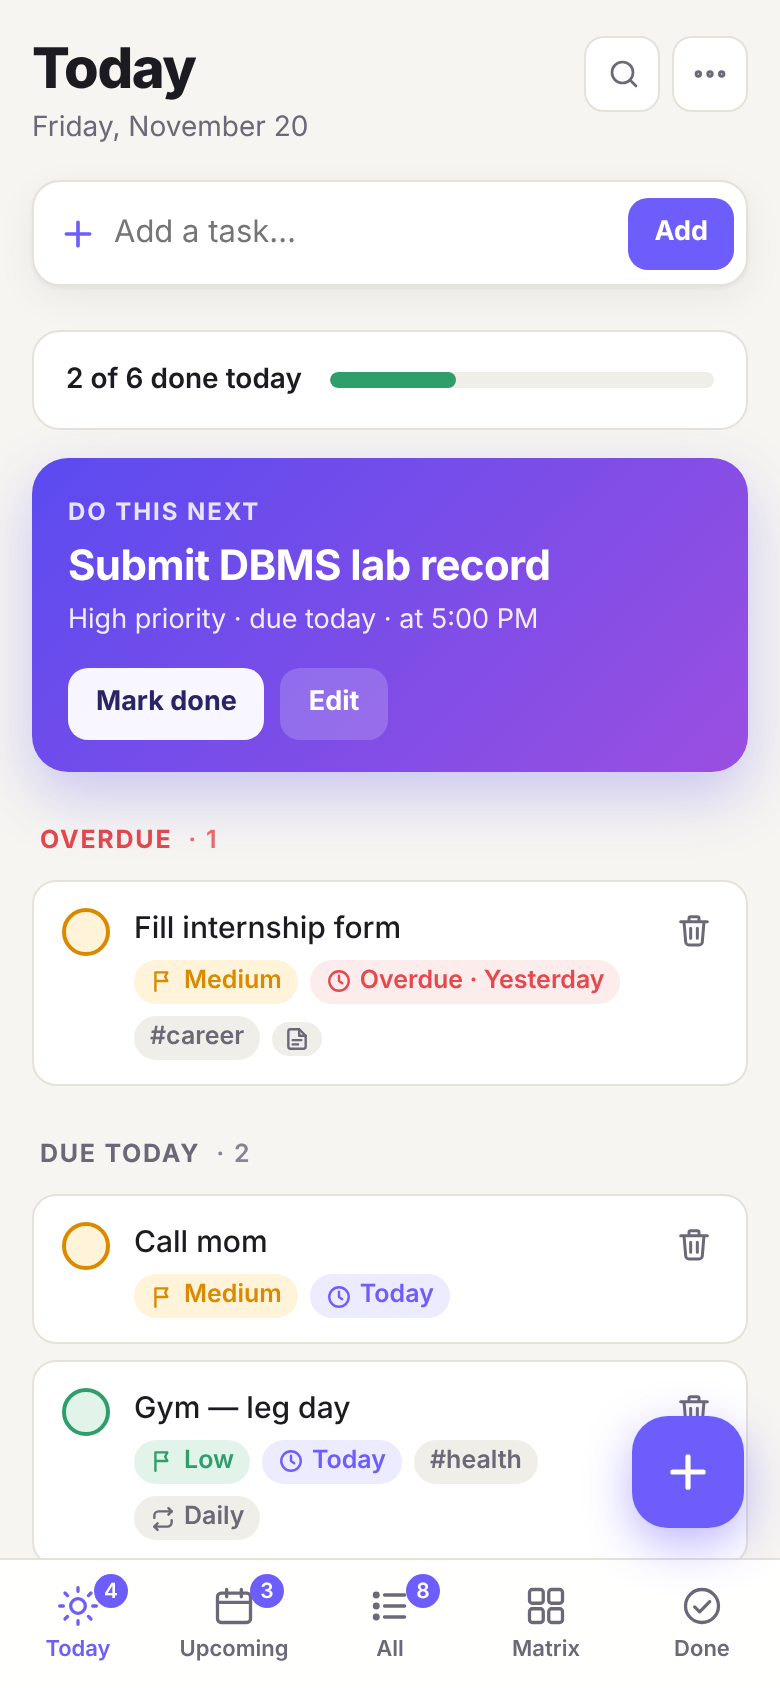 Today
Friday, November 20
Add a task...
Add
2 of 6 done today
DO THIS NEXT
Submit DBMS lab record
High priority · due today · at 5:00 PM
Mark done
Edit
OVERDUE · 1
Fill internship form
Medium
Overdue · Yesterday
#career
DUE TODAY · 2
Call mom
Medium
Today
Gym — leg day
Low
Today
#health
Daily
4
3
8
Today
Upcoming
All
Matrix
Done